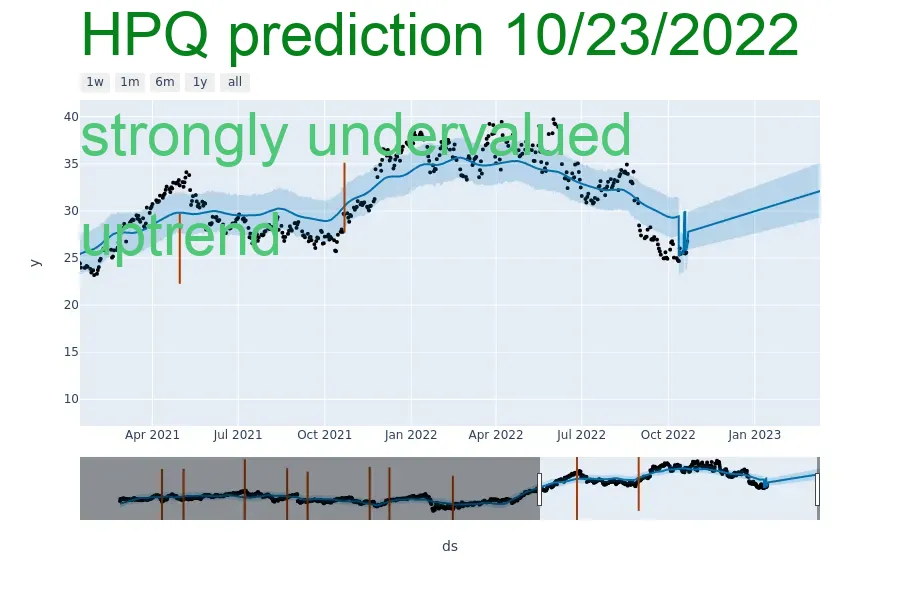 HPQ prediction 10/23/2022
1w 1m 6m 1y all
strongly undervalued
uptrend
40
35
30
25
20
15
10
y
Apr 2021 Jul 2021 Oct 2021 Jan 2022 Apr 2022 Jul 2022 Oct 2022 Jan 2023
ds